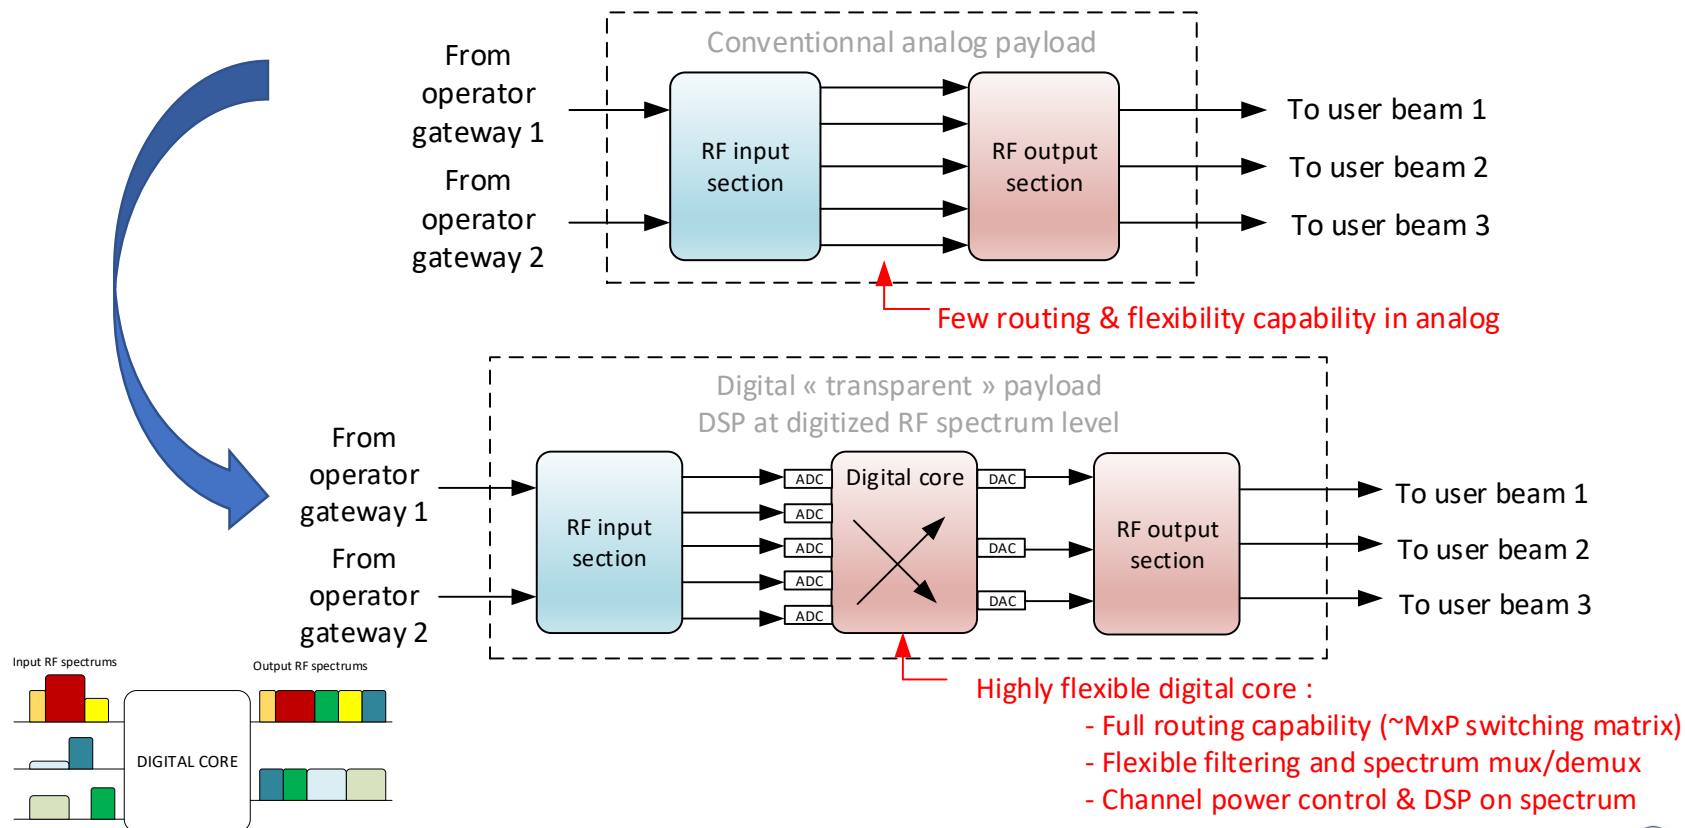 Conventionnal analog payload
From
operator
gateway 1
From
operator
gateway 2
RF input
section
RF output
section
To user beam 1
To user beam 2
To user beam 3
Few routing & flexibility capability in analog
Digital « transparent » payload
DSP at digitized RF spectrum level
From
operator
gateway 1
From
operator
gateway 2
RF input
section
ADC
ADC
ADC
ADC
ADC
Digital core
DAC
DAC
DAC
RF output
section
To user beam 1
To user beam 2
To user beam 3
Input RF spectrums
Output RF spectrums
DIGITAL CORE
Highly flexible digital core :
- Full routing capability (~MxP switching matrix)
- Flexible filtering and spectrum mux/demux
- Channel power control & DSP on spectrum